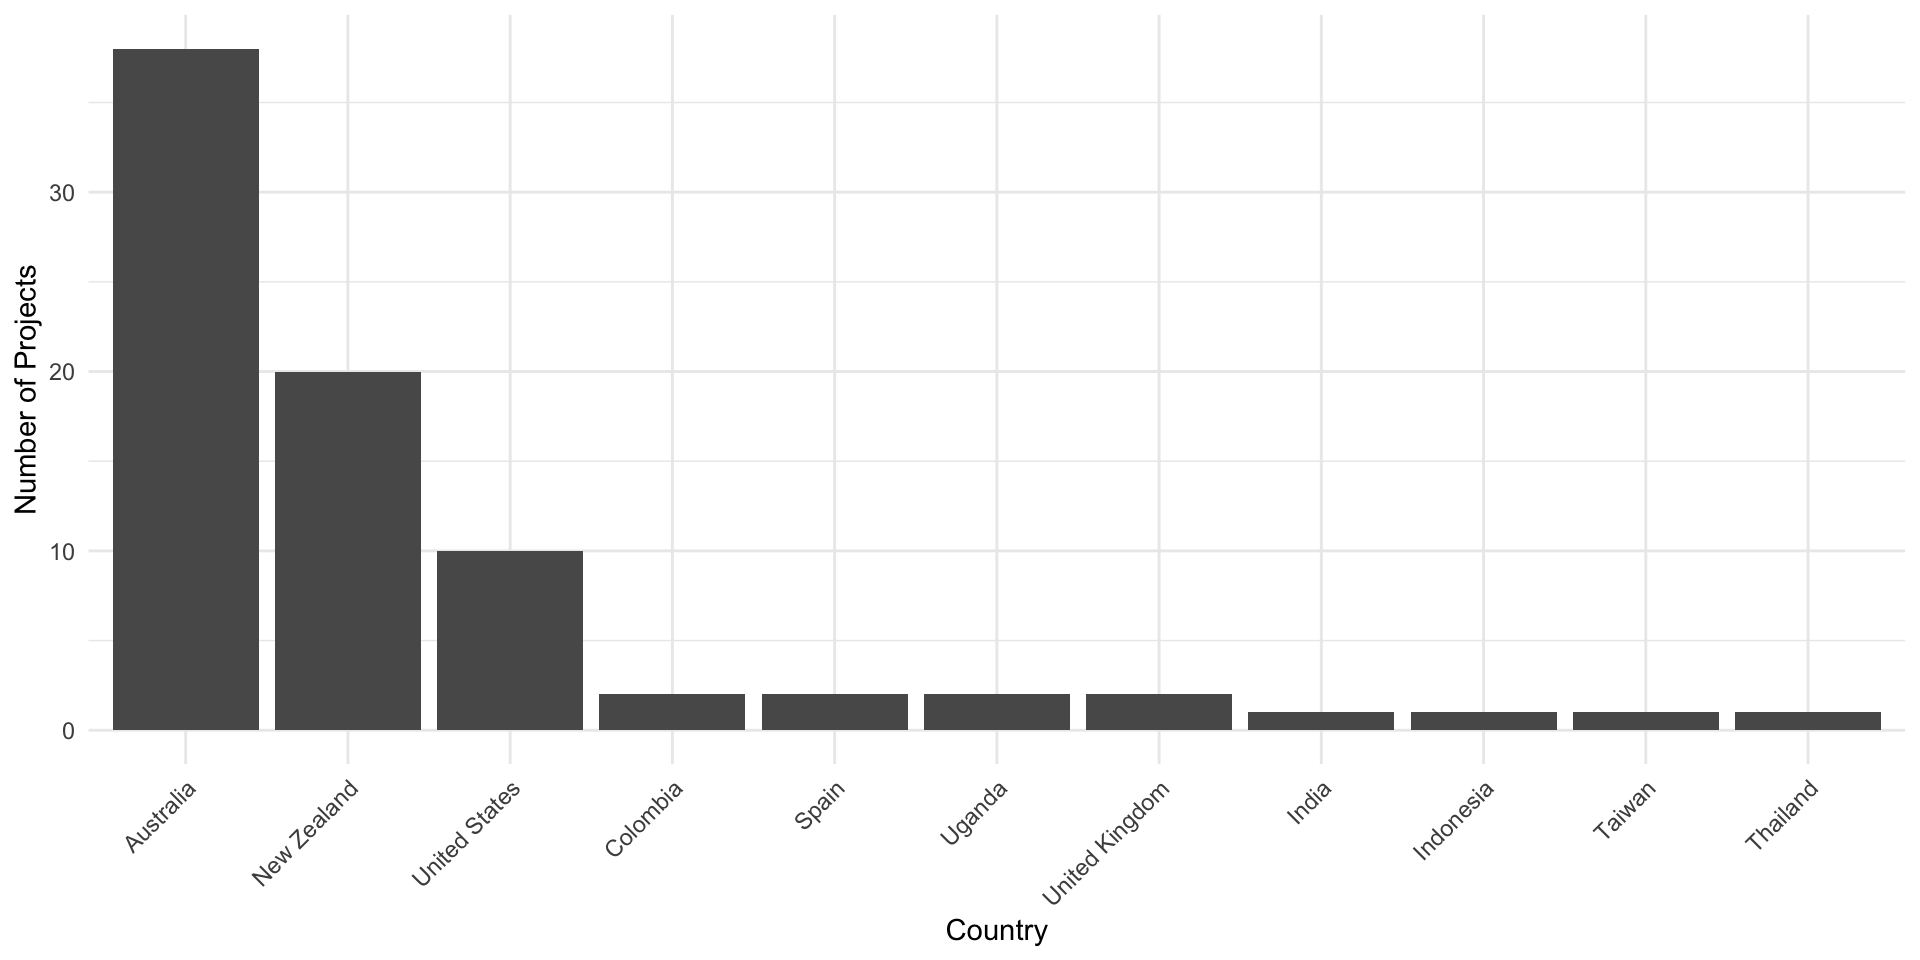 Number of Projects
30
20
10
0
Australia
New Zealand
United States
Colombia
Spain
Uganda
United Kingdom
India
Indonesia
Taiwan
Thailand
Country